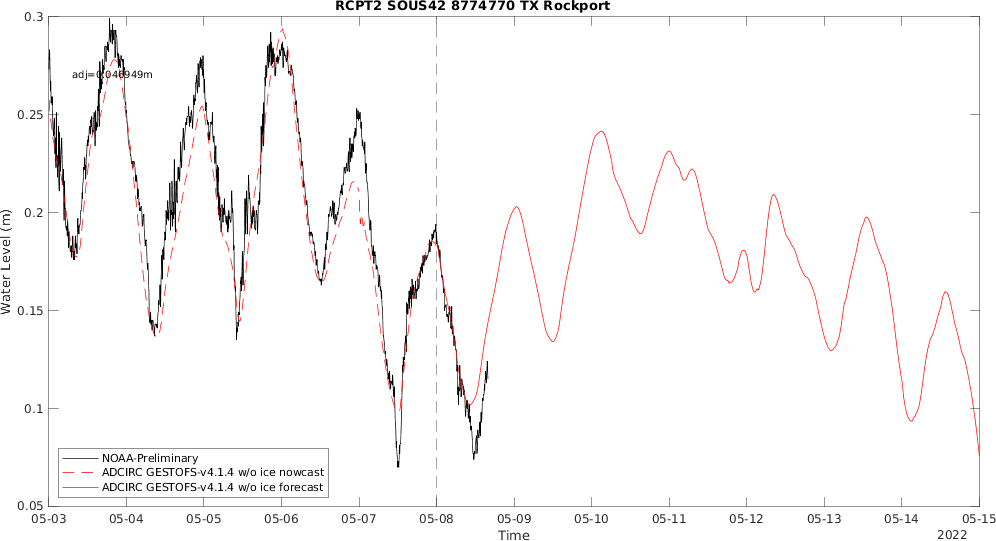 RCPT2 SOUS42 8774770 TX Rockport
0.3
0.25
0.2
0.15
0.1
0.05
Water Level (m)
adj=0.046949m
NOAA-Preliminary
ADCIRC GESTOFS-v4.1.4 w/o ice nowcast
ADCIRC GESTOFS-v4.1.4 w/o ice forecast
05-03 05-04 05-05 05-06 05-07 05-08 05-09 05-10 05-11 05-12 05-13 05-14 05-15
Time
2022